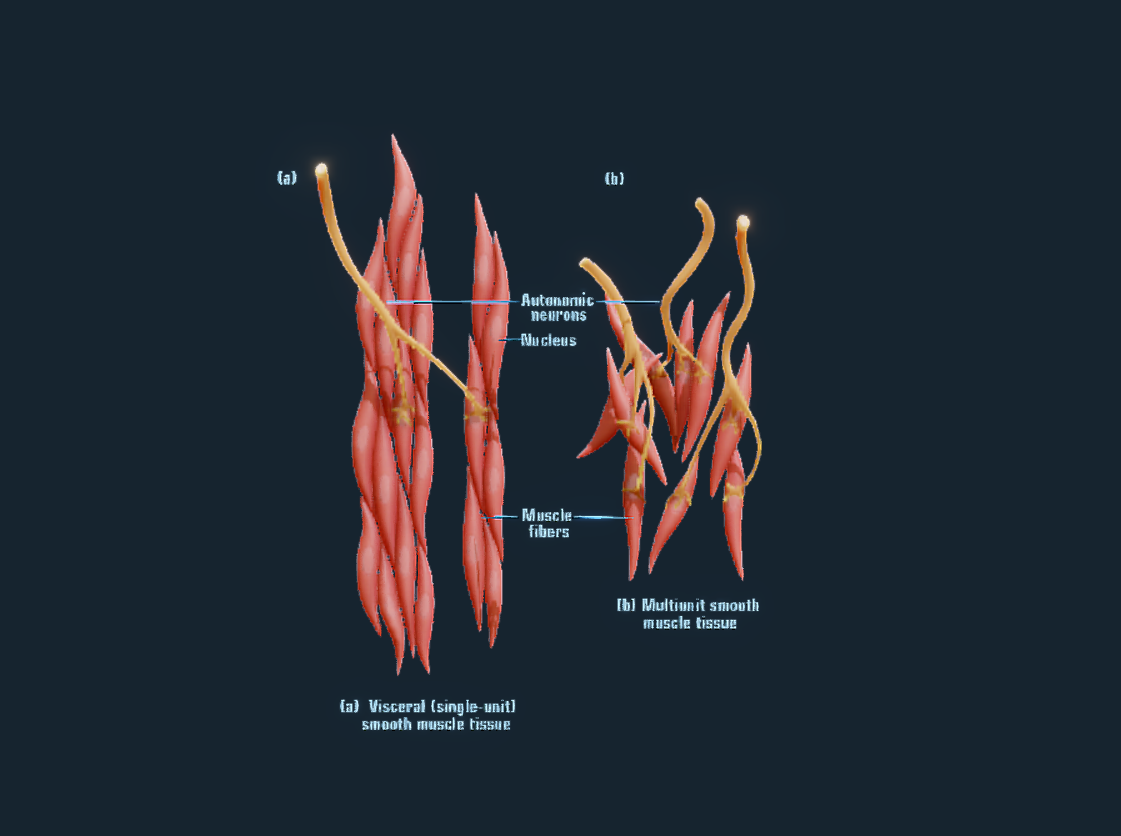 (a)
(b)
Autonomic
neurons
Nucleus
Muscle
fibers
(b) Multiunit smooth
muscle tissue
(a) Visceral (single-unit)
smooth muscle tissue